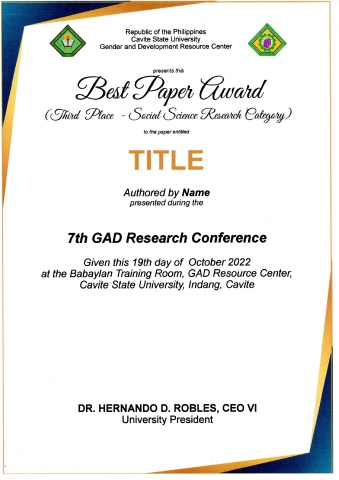 Republic of the Philippines
Cavite State University
Gender and Development Resource Center
presents this
Best Paper Award
(Third Place - Social Science Research Category)
to the paper entitled
TITLE
Authored by Name
presented during the
7th GAD Research Conference
Given this 19th day of October 2022
at the Babaylan Training Room, GAD Resource Center,
Cavite State University, Indang, Cavite
DR. HERNANDO D. ROBLES, CEO VI
University President